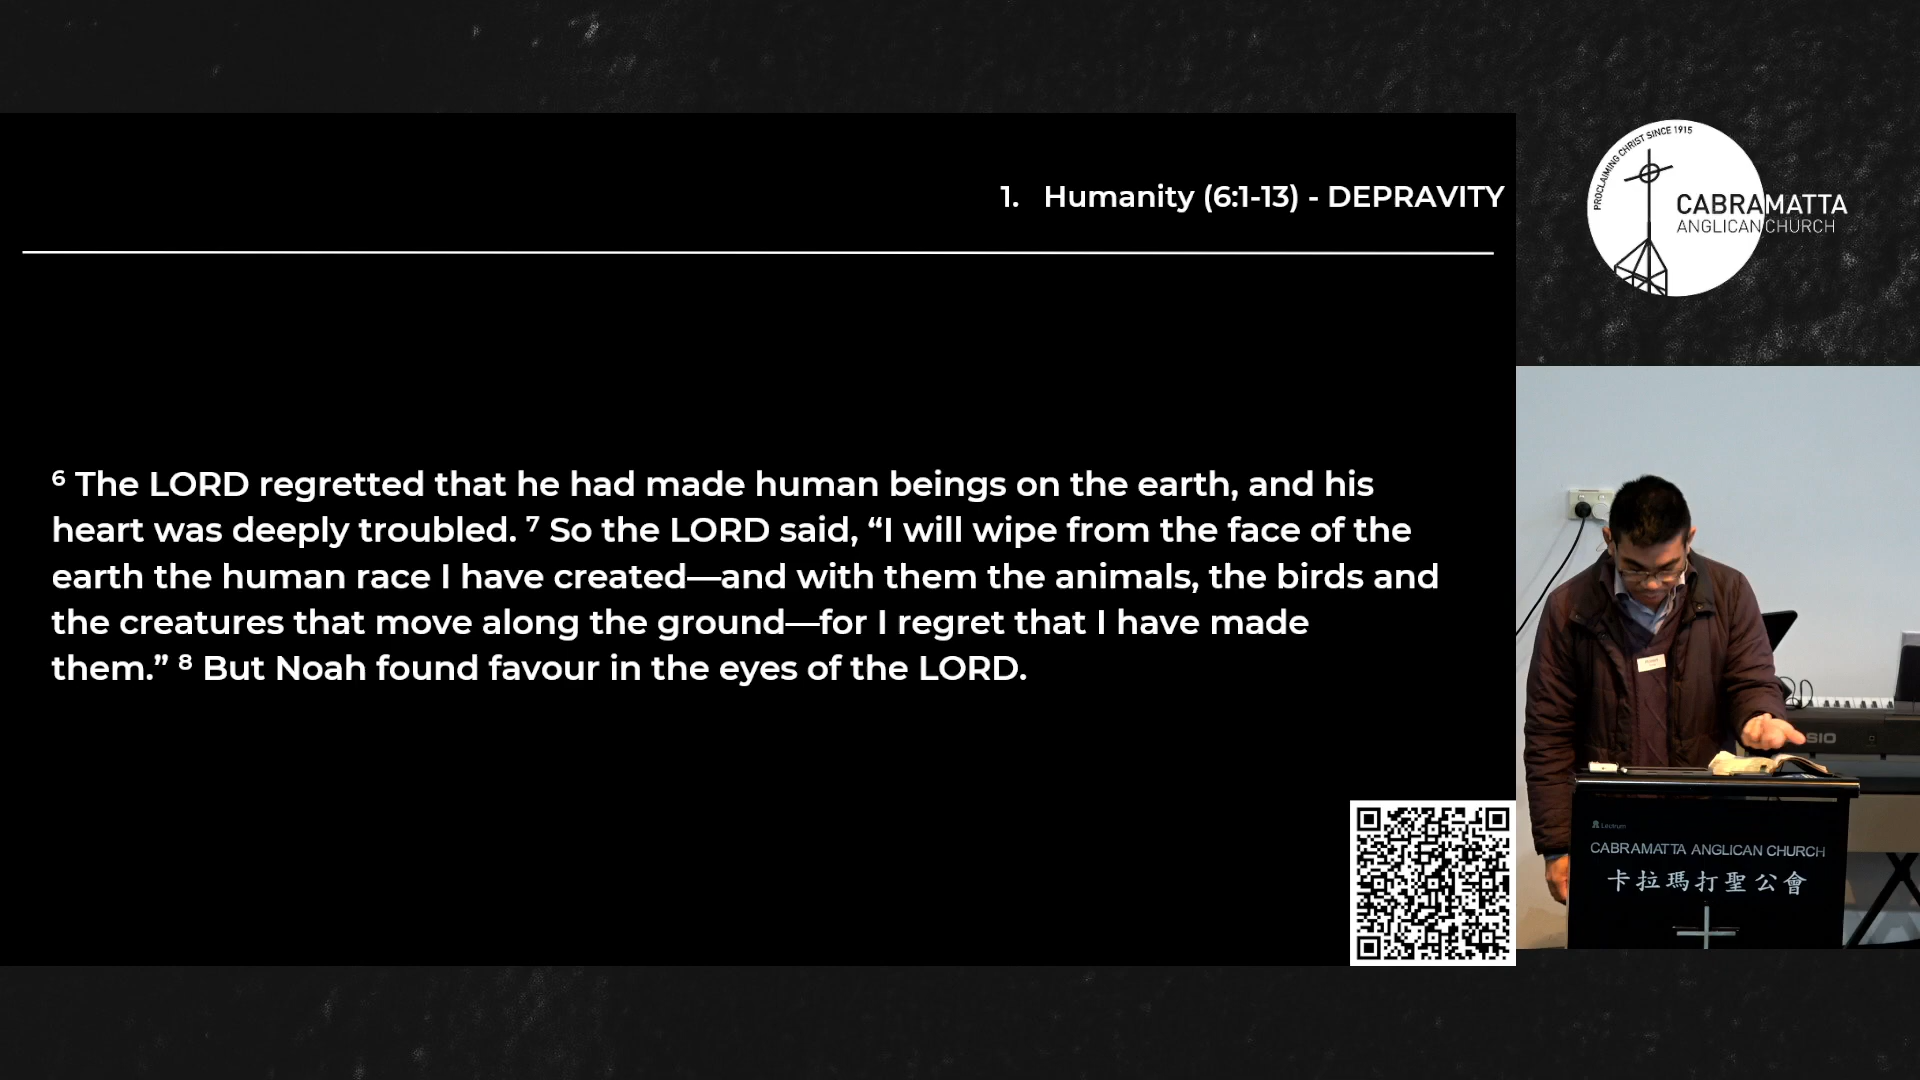 1. Humanity (6:1-13) - DEPRAVITY
⁶ The LORD regretted that he had made human beings on the earth, and his
heart was deeply troubled. ⁷ So the LORD said, “I will wipe from the face of the
earth the human race I have created—and with them the animals, the birds and
the creatures that move along the ground—for I regret that I have made
them.” ⁸ But Noah found favour in the eyes of the LORD.
PROCLAIMING CHRIST SINCE 1915
CABRAMATTA
ANGLICAN CHURCH
SIO
Lectrum
CABRAMATTA ANGLICAN CHURCH
卡拉瑪打聖公會